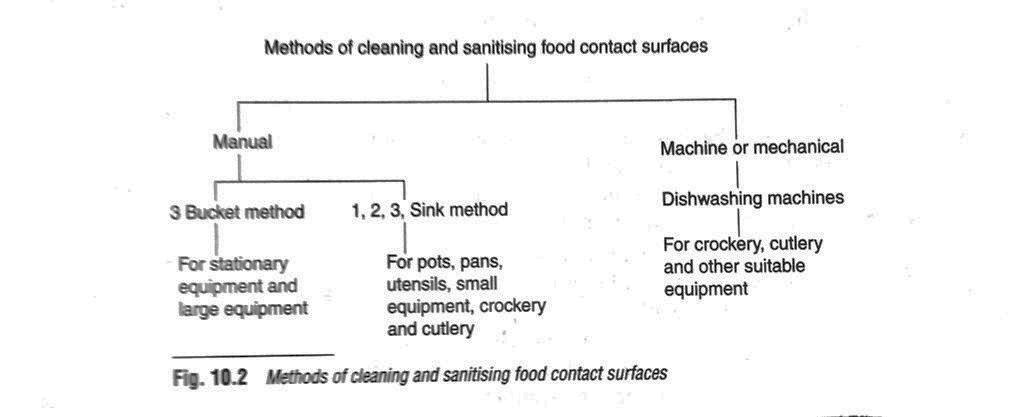 Methods of cleaning and sanitising food contact surfaces
Manual
Machine or mechanical
3 Bucket method
1, 2, 3, Sink method
Dishwashing machines
For stationary
equipment and
large equipment
For pots, pans,
utensils, small
equipment, crockery
and cutlery
For crockery, cutlery
and other suitable
equipment
Fig. 10.2 Methods of cleaning and sanitising food contact surfaces